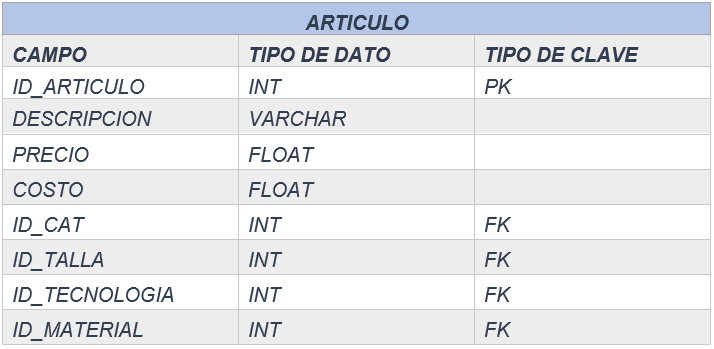 ARTICULO
CAMPO TIPO DE DATO TIPO DE CLAVE
ID_ARTICULO INT PK
DESCRIPCION VARCHAR
PRECIO FLOAT
COSTO FLOAT
ID_CAT INT FK
ID_TALLA INT FK
ID_TECNOLOGIA INT FK
ID_MATERIAL INT FK